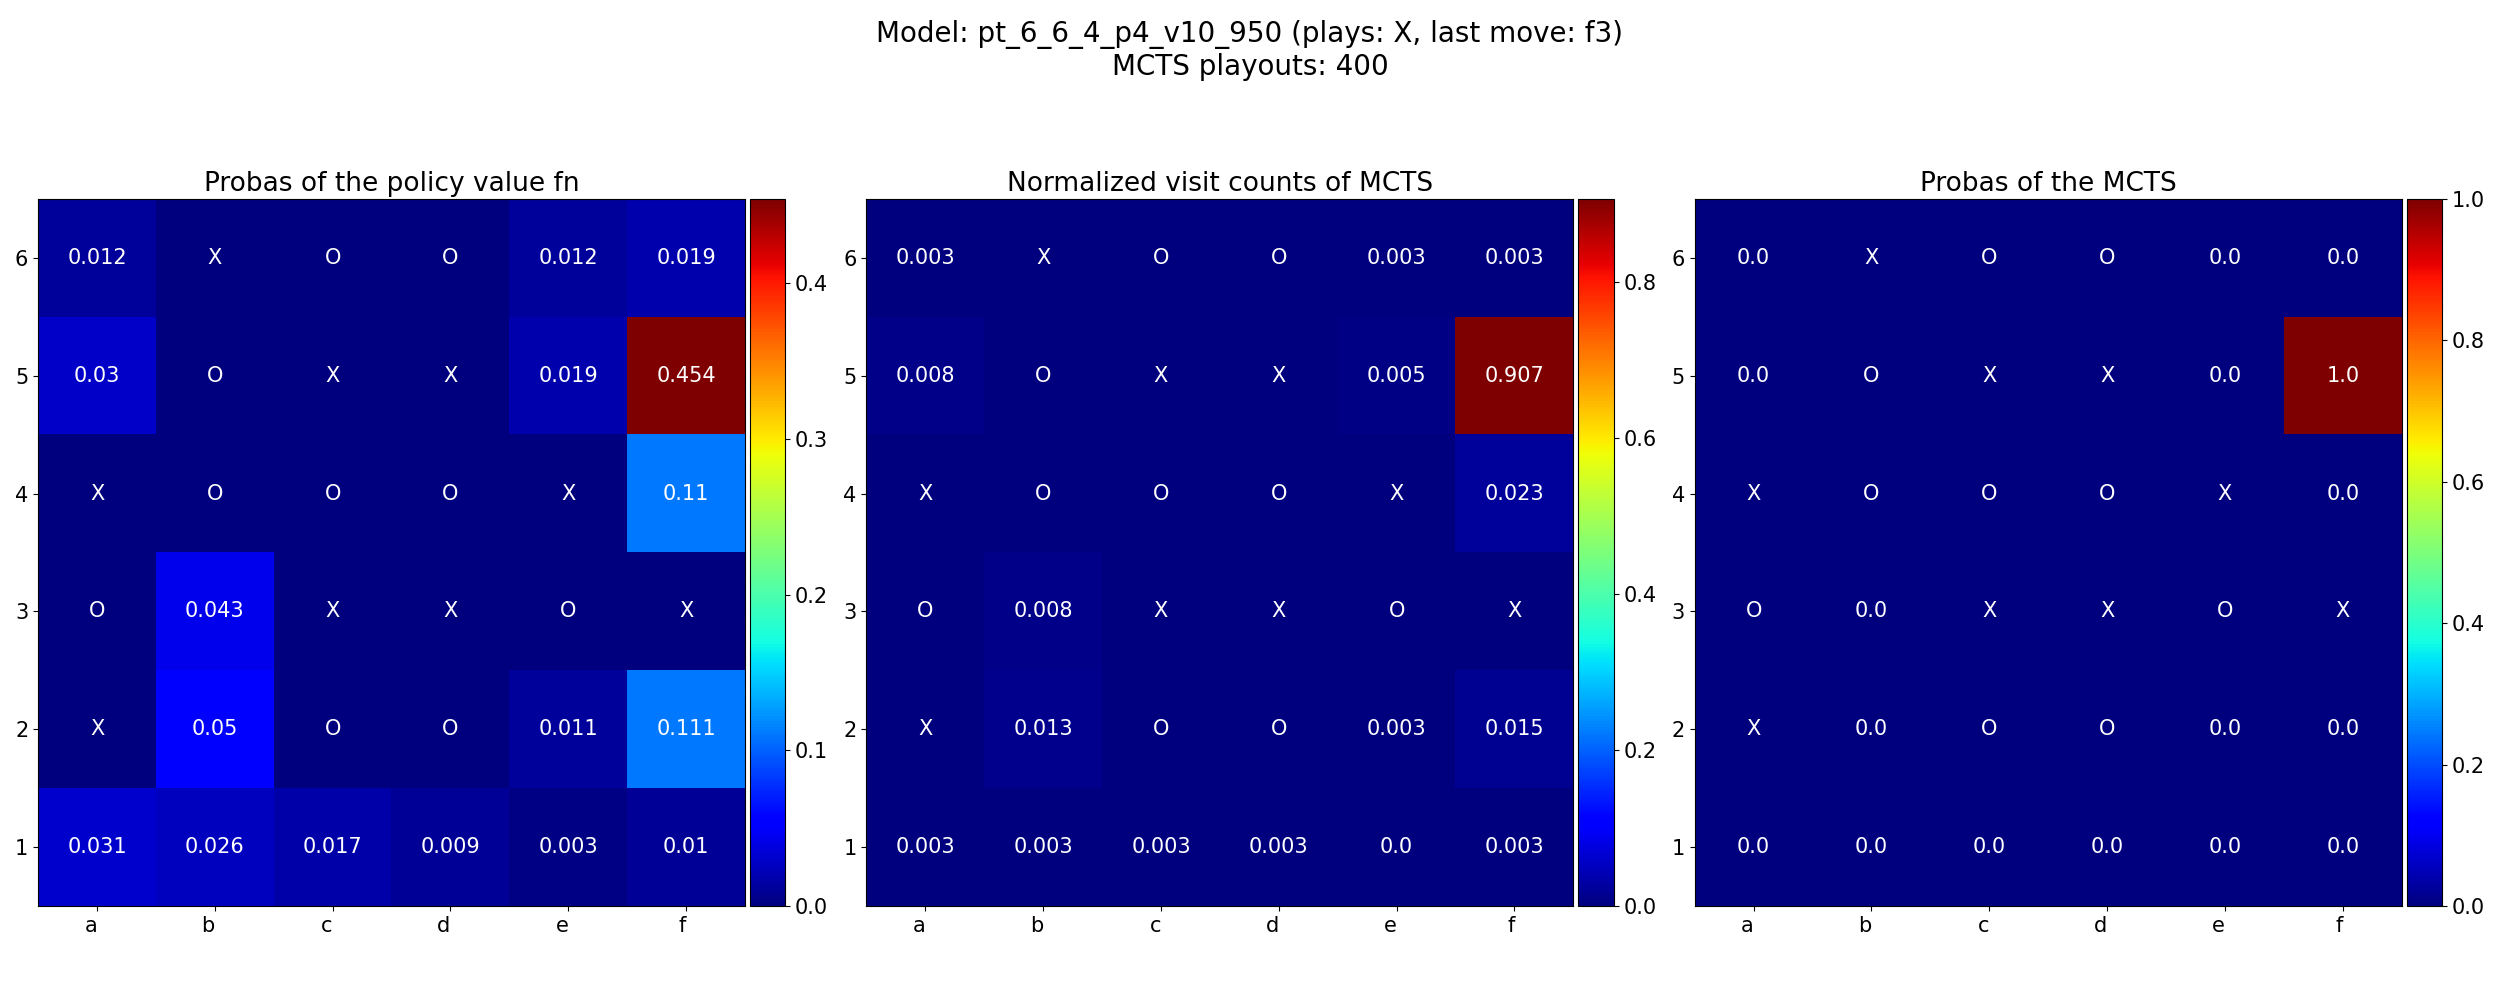 Model: pt_6_6_4_p4_v10_950 (plays: X, last move: f3)
MCTS playouts: 400
Probas of the policy value fn
6 0.012 X O O 0.012 0.019
5 0.03 O X X 0.019 0.454
4 X O O O X 0.11
3 O 0.043 X X O X
2 X 0.05 O O 0.011 0.111
1 0.031 0.026 0.017 0.009 0.003 0.01
a b c d e f
0.4
0.3
0.2
0.1
0.0
Normalized visit counts of MCTS
6 0.003 X O O 0.003 0.003
5 0.008 O X X 0.005 0.907
4 X O O O X 0.023
3 O 0.008 X X O X
2 X 0.013 O O 0.003 0.015
1 0.003 0.003 0.003 0.003 0.0 0.003
a b c d e f
0.8
0.6
0.4
0.2
0.0
Probas of the MCTS
6 0.0 X O O 0.0 0.0
5 0.0 O X X 0.0 1.0
4 X O O O X 0.0
3 O 0.0 X X O X
2 X 0.0 O O 0.0 0.0
1 0.0 0.0 0.0 0.0 0.0 0.0
a b c d e f
1.0
0.8
0.6
0.4
0.2
0.0